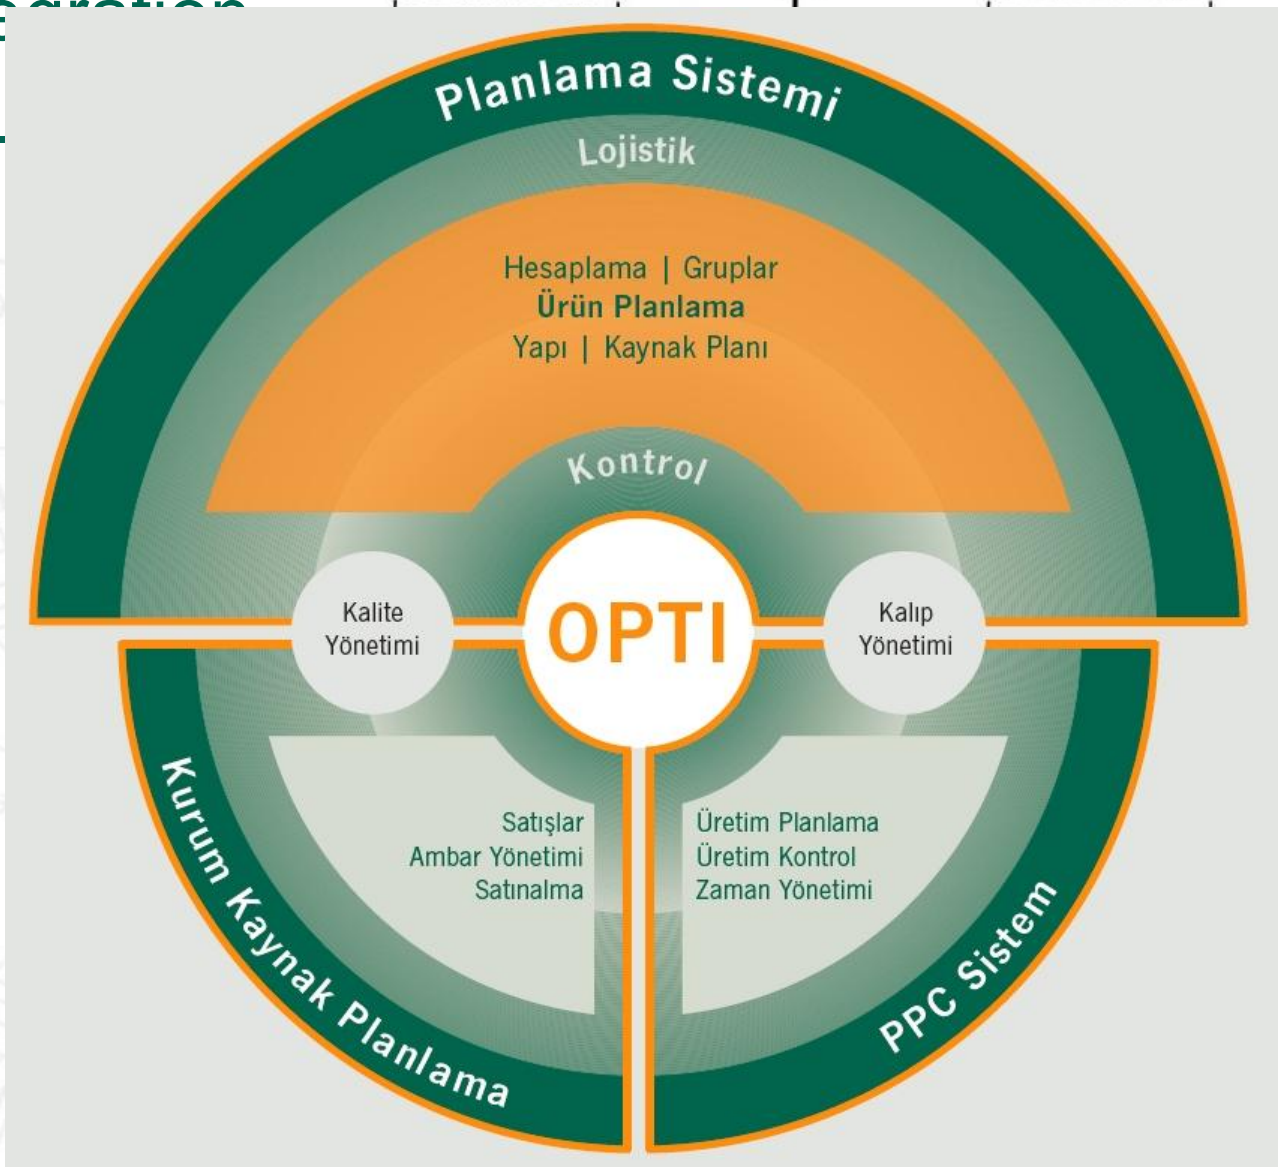 Planlama Sistemi
Lojistik
Hesaplama | Gruplar
Ürün Planlama
Yapı | Kaynak Planı
Kontrol
Kalite
Yönetimi
OPTI
Kalıp
Yönetimi
Satışlar
Ambar Yönetimi
Satınalma
Üretim Planlama
Üretim Kontrol
Zaman Yönetimi
Kurum Kaynak Planlama
PPC Sistem